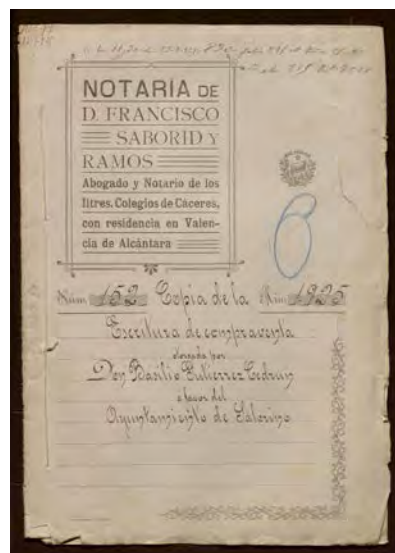 NOTARÍA DE
D. FRANCISCO
SABORID Y
RAMOS
Abogado y Notario de los
Iltres. Colegios de Cáceres,
con residencia en Valen-
cia de Alcántara
6
Núm. 152 Copia de la Año 1925
Escritura de compraventa
otorgada por
Don Basilio Gutierrez Cedrun
a favor del
Ayuntamiento de Salorino